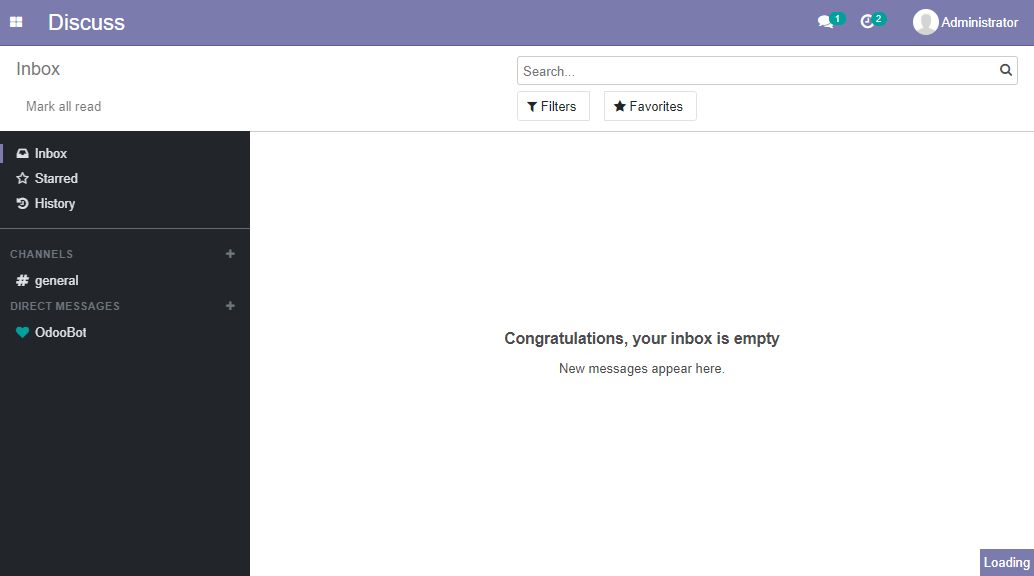 Discuss
1
2
Administrator
Inbox
Search...
Mark all read
Filters
Favorites
Inbox
Starred
History
CHANNELS
+
# general
DIRECT MESSAGES
+
OdooBot
Congratulations, your inbox is empty
New messages appear here.
Loading